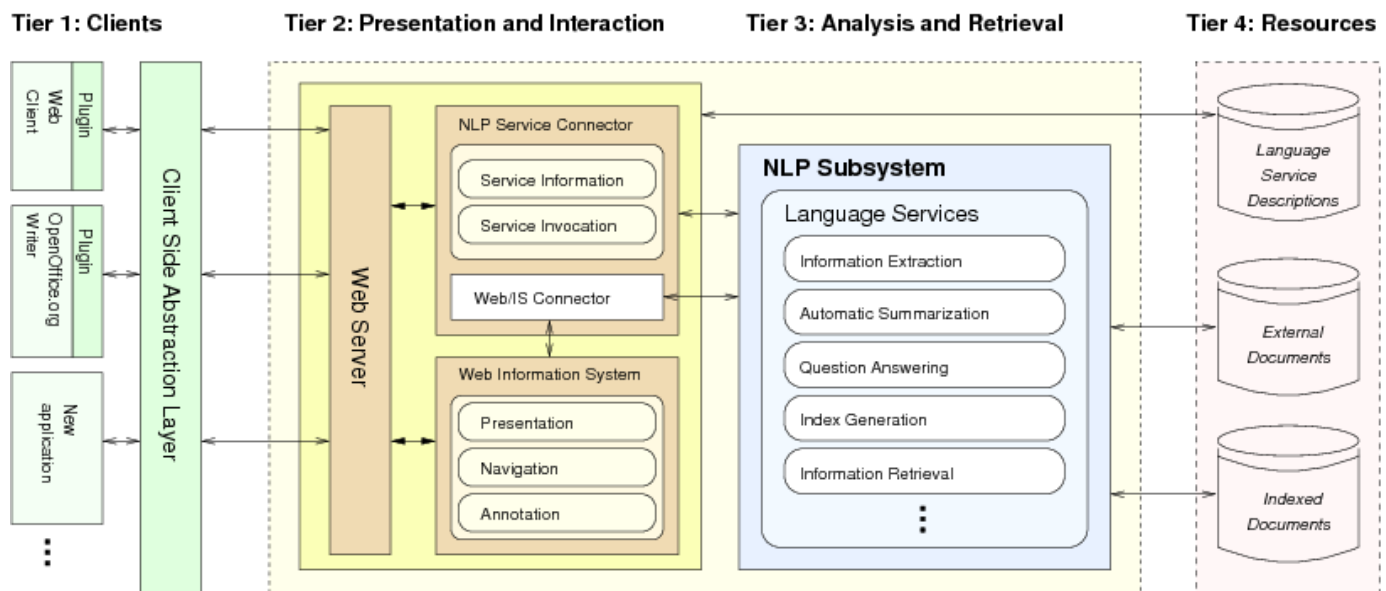 Tier 1: Clients
Tier 2: Presentation and Interaction
Tier 3: Analysis and Retrieval
Tier 4: Resources
Web
Client
Plugin
OpenOffice.org
Writer
Plugin
New
application
...
Client Side Abstraction Layer
Web Server
NLP Service Connector
Service Information
Service Invocation
Web/IS Connector
Web Information System
Presentation
Navigation
Annotation
NLP Subsystem
Language Services
Information Extraction
Automatic Summarization
Question Answering
Index Generation
Information Retrieval
...
Language
Service
Descriptions
External
Documents
Indexed
Documents